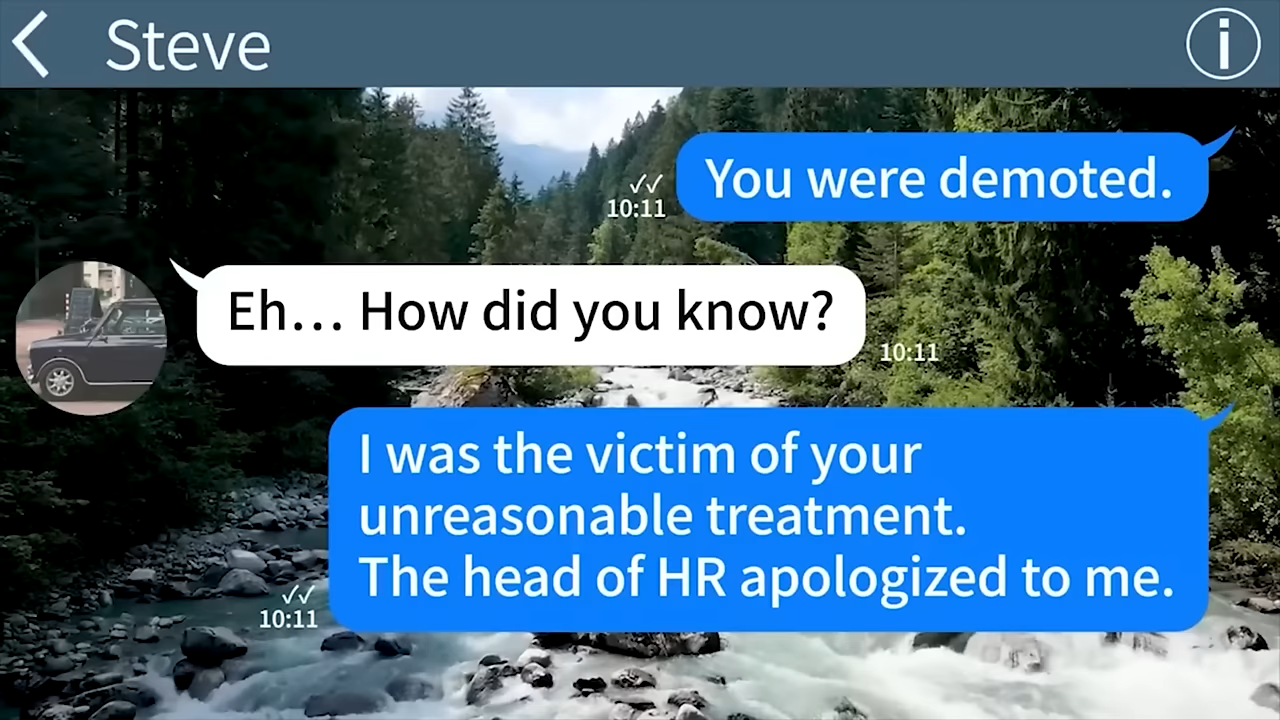 Steve
You were demoted.
✓✓
10:11
Eh... How did you know?
10:11
I was the victim of your
unreasonable treatment.
The head of HR apologized to me.
✓✓
10:11